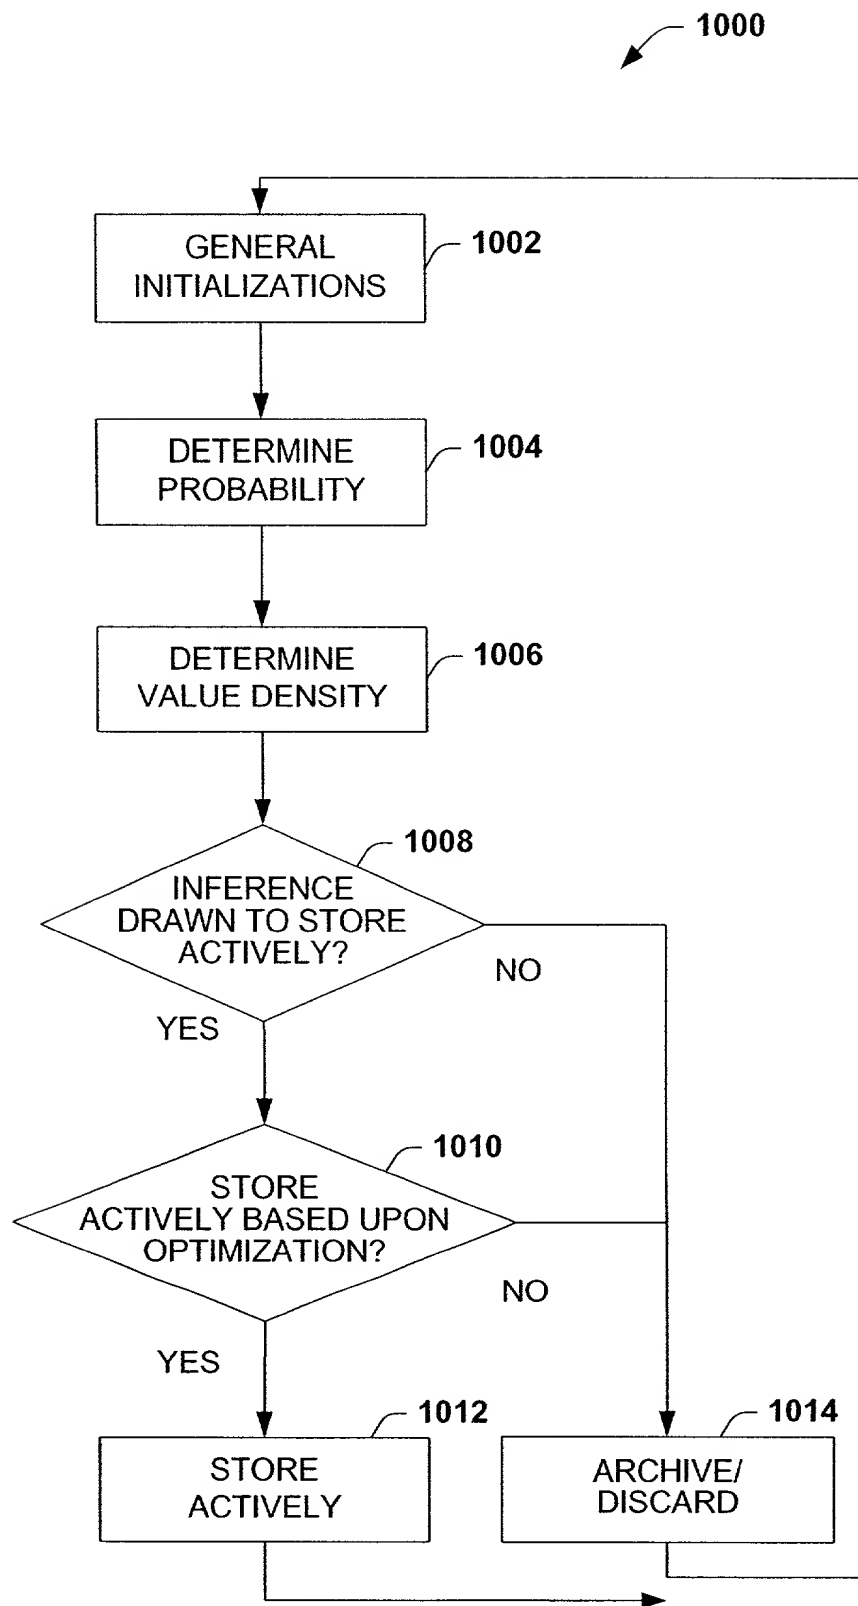 1000
GENERAL
INITIALIZATIONS
1002
DETERMINE
PROBABILITY
1004
DETERMINE
VALUE DENSITY
1006
1008
INFERENCE
DRAWN TO STORE
ACTIVELY?
NO
YES
1010
STORE
ACTIVELY BASED UPON
OPTIMIZATION?
NO
YES
1012
STORE
ACTIVELY
1014
ARCHIVE/
DISCARD